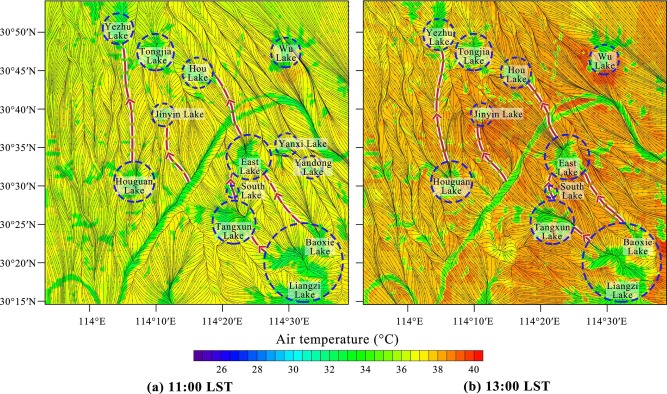 30°50'N
30°45'N
30°40'N
30°35'N
30°30'N
30°25'N
30°20'N
30°15'N
Yezhu
Lake
Tongjia
Lake
Hou
Lake
Wu
Lake
Jinyin Lake
Yanxi Lake
East
Lake
Yandong
Lake
Houguan
Lake
South
Lake
Tangxun
Lake
Baoxie
Lake
Liangzi
Lake
114°E
114°10'E
114°20'E
114°30'E
Yezhu
Lake
Tongjia
Lake
Hou
Lake
Wu
Lake
Jinyin Lake
East
Lake
Houguan
Lake
South
Lake
Tangxun
Lake
Baoxie
Lake
Liangzi
Lake
114°E
114°10'E
114°20'E
114°30'E
Air temperature (°C)
26 28 30 32 34 36 38 40
(a) 11:00 LST
(b) 13:00 LST